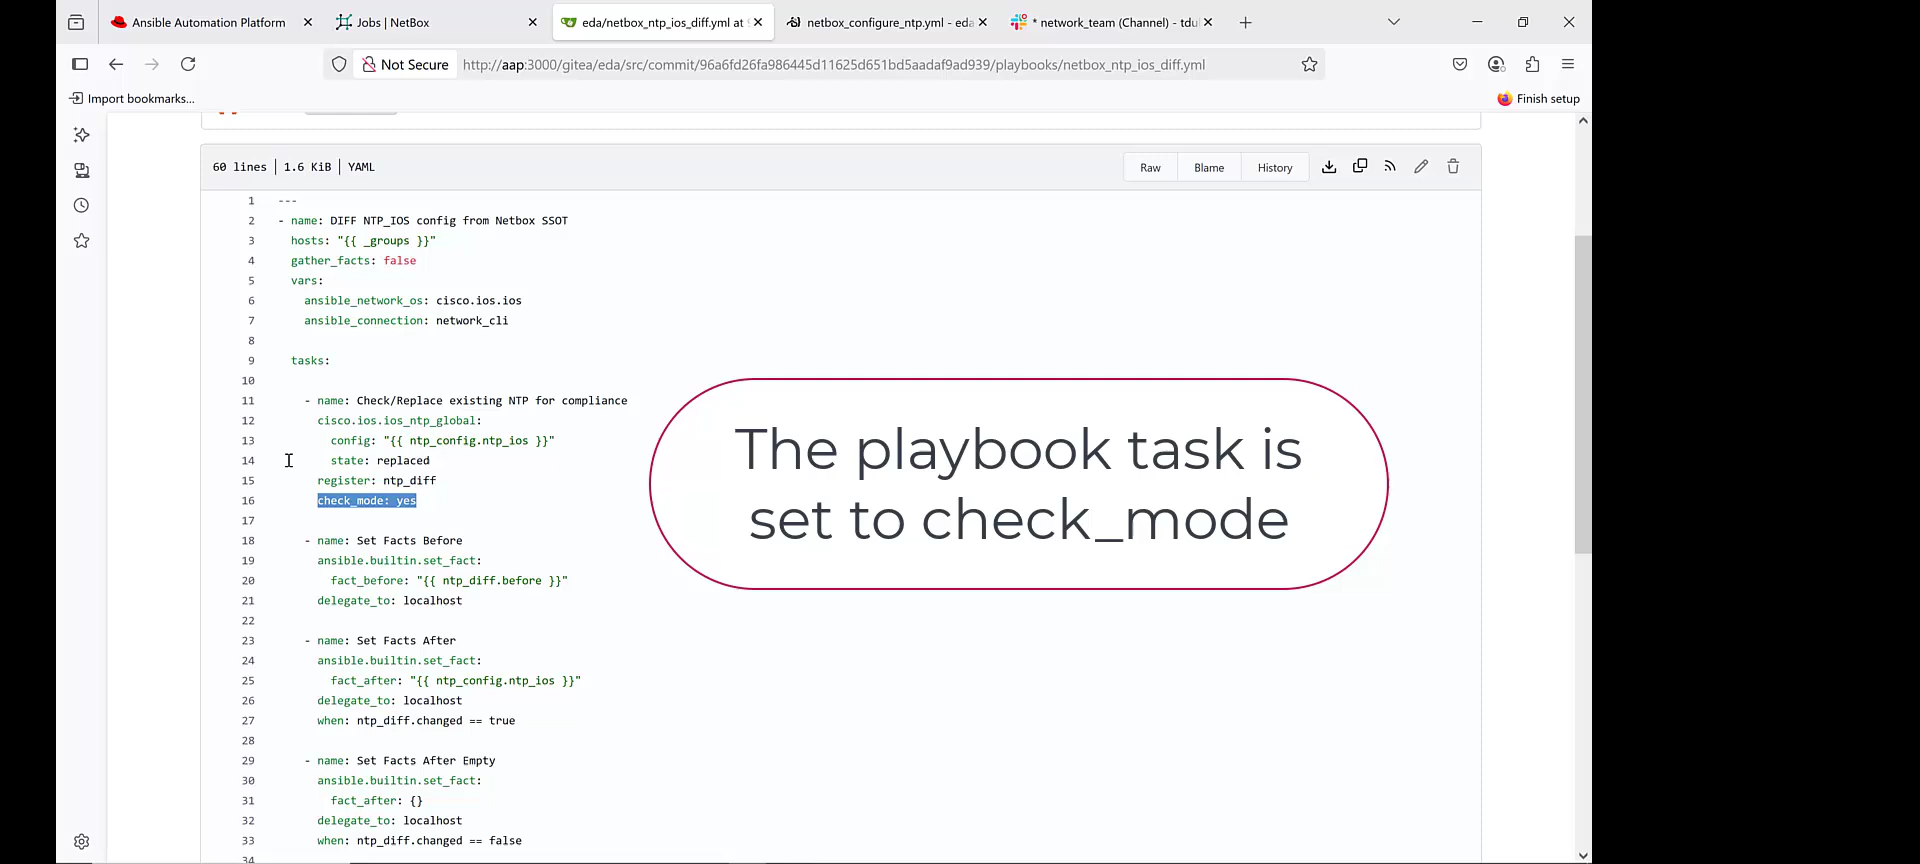 Ansible Automation Platform
Jobs | NetBox
eda/netbox_ntp_ios_diff.yml at
netbox_configure_ntp.yml - eda
* network_team (Channel) - tdu
Not Secure
http://aap:3000/gitea/eda/src/commit/96a6fd26fa986445d11625d651bd5aadaf9ad939/playbooks/netbox_ntp_ios_diff.yml
Import bookmarks...
Finish setup
60 lines | 1.6 KiB | YAML
Raw
Blame
History
1 ---
2 - name: DIFF NTP_IOS config from Netbox SSOT
3 hosts: "{{ _groups }}"
4 gather_facts: false
5 vars:
6 ansible_network_os: cisco.ios.ios
7 ansible_connection: network_cli
8
9 tasks:
10
11 - name: Check/Replace existing NTP for compliance
12 cisco.ios.ios_ntp_global:
13 config: "{{ ntp_config.ntp_ios }}"
14 state: replaced
15 register: ntp_diff
16 check_mode: yes
17
18 - name: Set Facts Before
19 ansible.builtin.set_fact:
20 fact_before: "{{ ntp_diff.before }}"
21 delegate_to: localhost
22
23 - name: Set Facts After
24 ansible.builtin.set_fact:
25 fact_after: "{{ ntp_config.ntp_ios }}"
26 delegate_to: localhost
27 when: ntp_diff.changed == true
28
29 - name: Set Facts After Empty
30 ansible.builtin.set_fact:
31 fact_after: {}
32 delegate_to: localhost
33 when: ntp_diff.changed == false
34
The playbook task is
set to check_mode